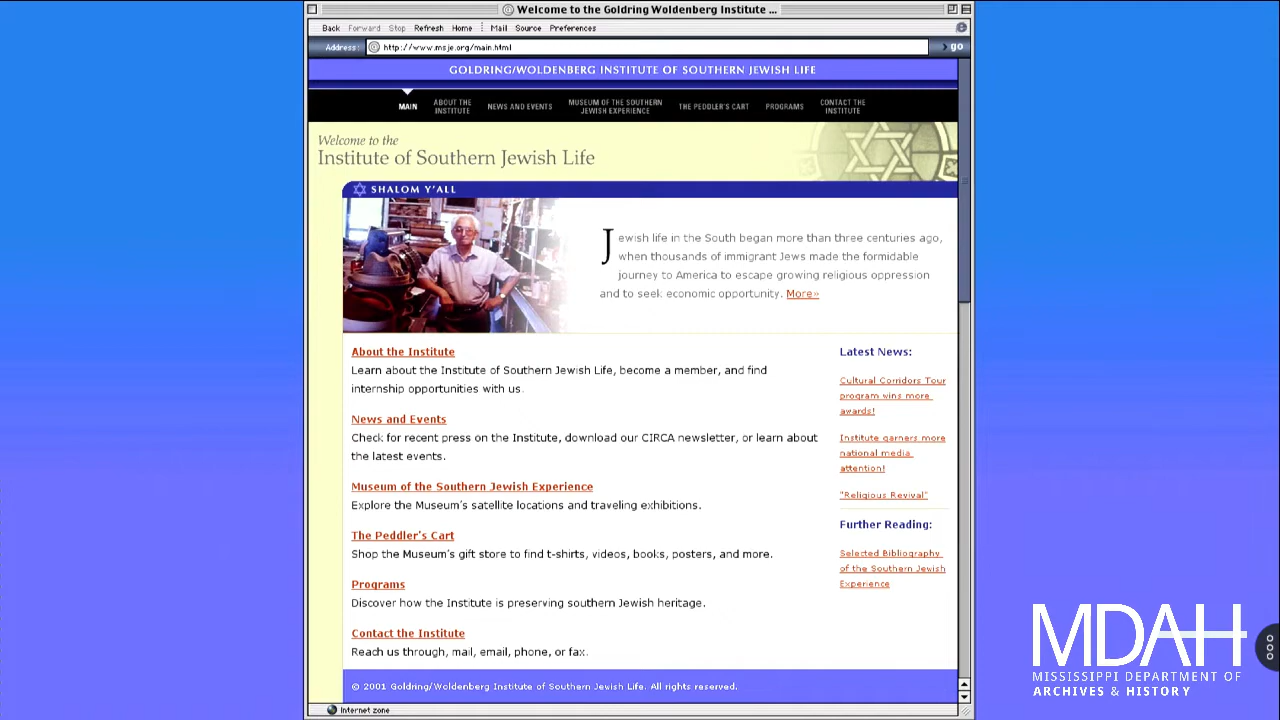 Welcome to the Goldring Woldenberg Institute ...
Back Forward Stop Refresh Home Mail Source Preferences
Address: http://www.msje.org/main.html go
GOLDRING/WOLDENBERG INSTITUTE OF SOUTHERN JEWISH LIFE
MAIN
ABOUT THE
INSTITUTE
NEWS AND EVENTS
MUSEUM OF THE SOUTHERN
JEWISH EXPERIENCE
THE PEDDLER'S CART
PROGRAMS
CONTACT THE
INSTITUTE
Welcome to the
Institute of Southern Jewish Life
SHALOM Y'ALL
Jewish life in the South began more than three centuries ago,
when thousands of immigrant Jews made the formidable
journey to America to escape growing religious oppression
and to seek economic opportunity. More»
About the Institute
Learn about the Institute of Southern Jewish Life, become a member, and find
internship opportunities with us.
News and Events
Check for recent press on the Institute, download our CIRCA newsletter, or learn about
the latest events.
Museum of the Southern Jewish Experience
Explore the Museum's satellite locations and traveling exhibitions.
The Peddler's Cart
Shop the Museum's gift store to find t-shirts, videos, books, posters, and more.
Programs
Discover how the Institute is preserving southern Jewish heritage.
Contact the Institute
Reach us through, mail, email, phone, or fax.
Latest News:
Cultural Corridors Tour
program wins more
awards!
Institute garners more
national media
attention!
"Religious Revival"
Further Reading:
Selected Bibliography
of the Southern Jewish
Experience
© 2001 Goldring/Woldenberg Institute of Southern Jewish Life. All rights reserved.
Internet zone
MDAH
MISSISSIPPI DEPARTMENT OF
ARCHIVES & HISTORY